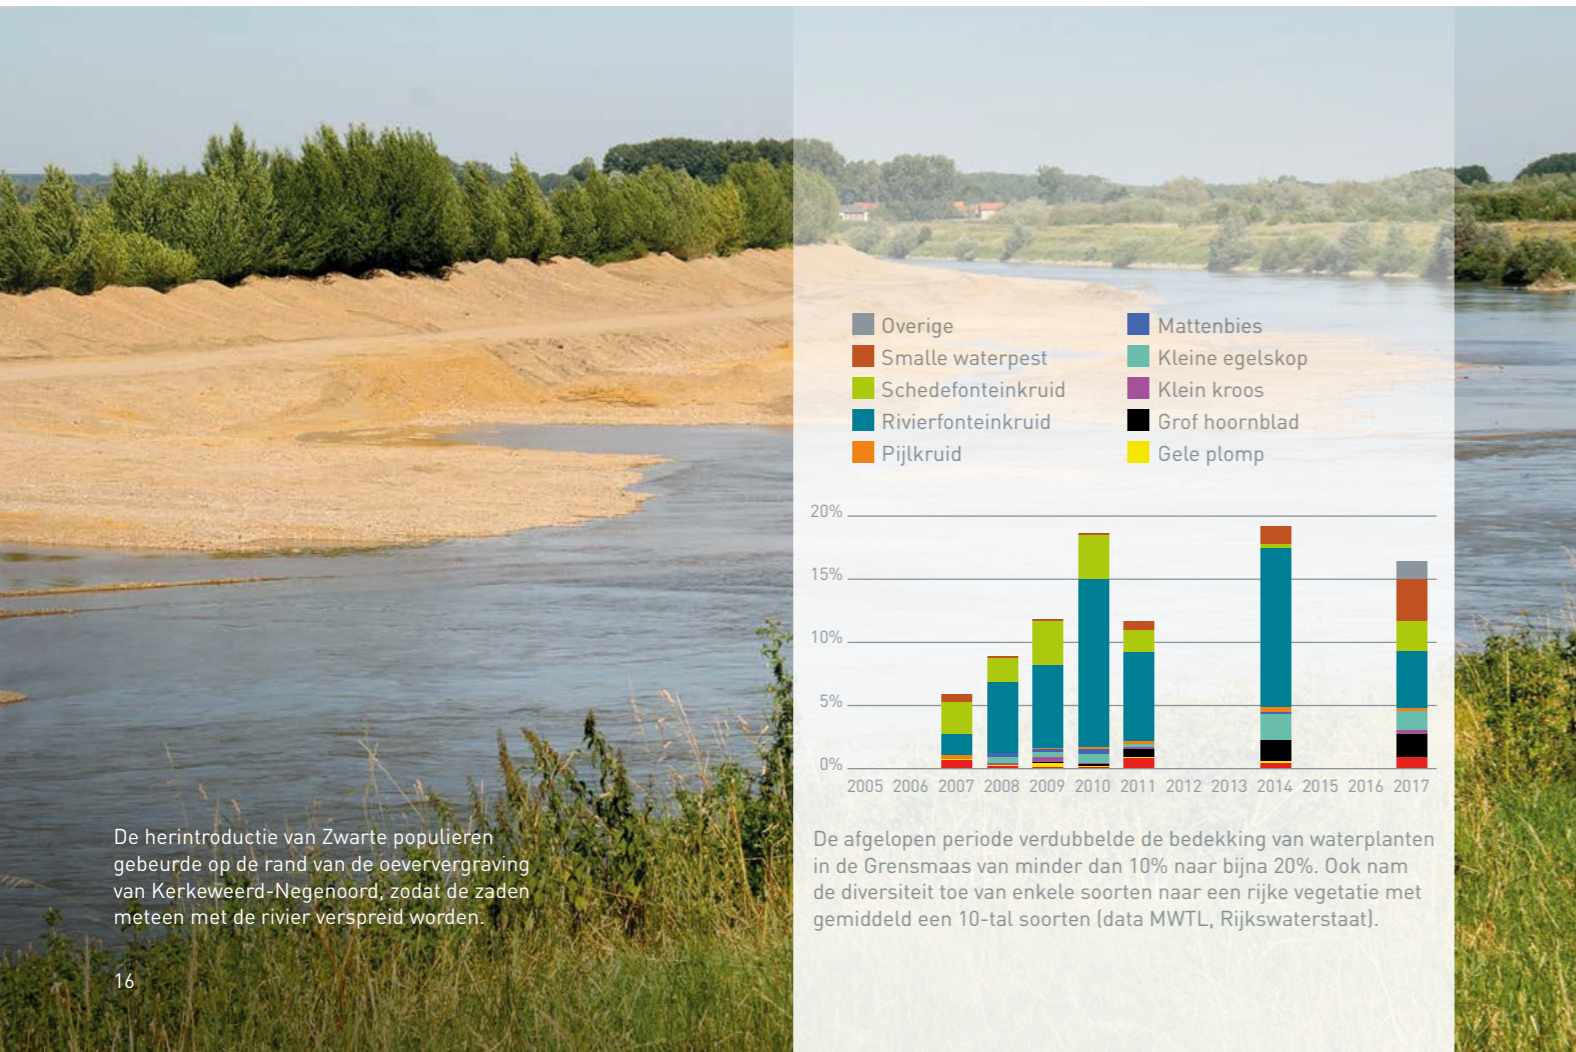 Overige
Smalle waterpest
Schedefonteinkruid
Rivierfonteinkruid
Pijlkruid
Mattenbies
Kleine egelskop
Klein kroos
Grof hoornblad
Gele plomp
20%
15%
10%
5%
0%
2005 2006 2007 2008 2009 2010 2011 2012 2013 2014 2015 2016 2017
De herintroductie van Zwarte populieren
gebeurde op de rand van de oeververgraving
van Kerkeweerd-Negenoord, zodat de zaden
meteen met de rivier verspreid worden.
De afgelopen periode verdubbelde de bedekking van waterplanten
in de Grensmaas van minder dan 10% naar bijna 20%. Ook nam
de diversiteit toe van enkele soorten naar een rijke vegetatie met
gemiddeld een 10-tal soorten (data MWTL, Rijkswaterstaat).
16